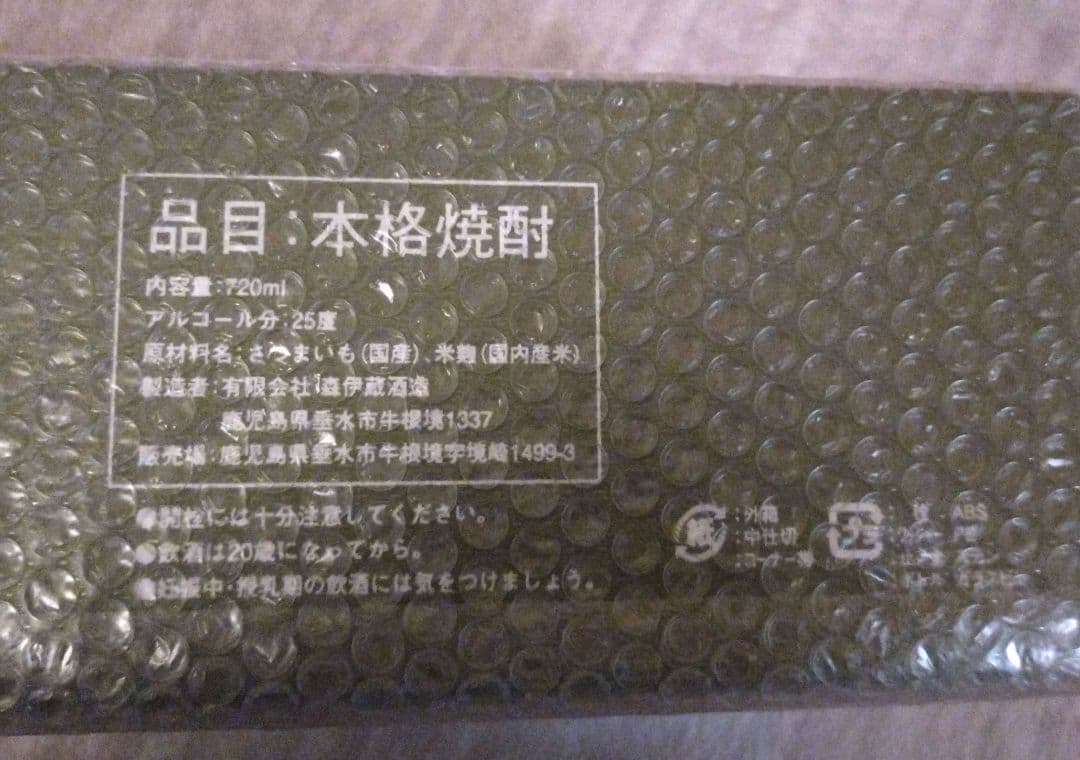 品目:本格焼酎
内容量:720ml
アルコール分:25度
原材料名:さつまいも(国産)、米麹(国内産米)
製造者:有限会社 森伊蔵酒造
鹿児島県垂水市牛根境1337
販売場:鹿児島県垂水市牛根境字境崎1499-3
●開栓には十分注意してください。
●飲酒は20歳になってから。
●妊娠中・授乳期の飲酒には気をつけましょう。
紙
:外箱
:中仕切
プラ
ABS